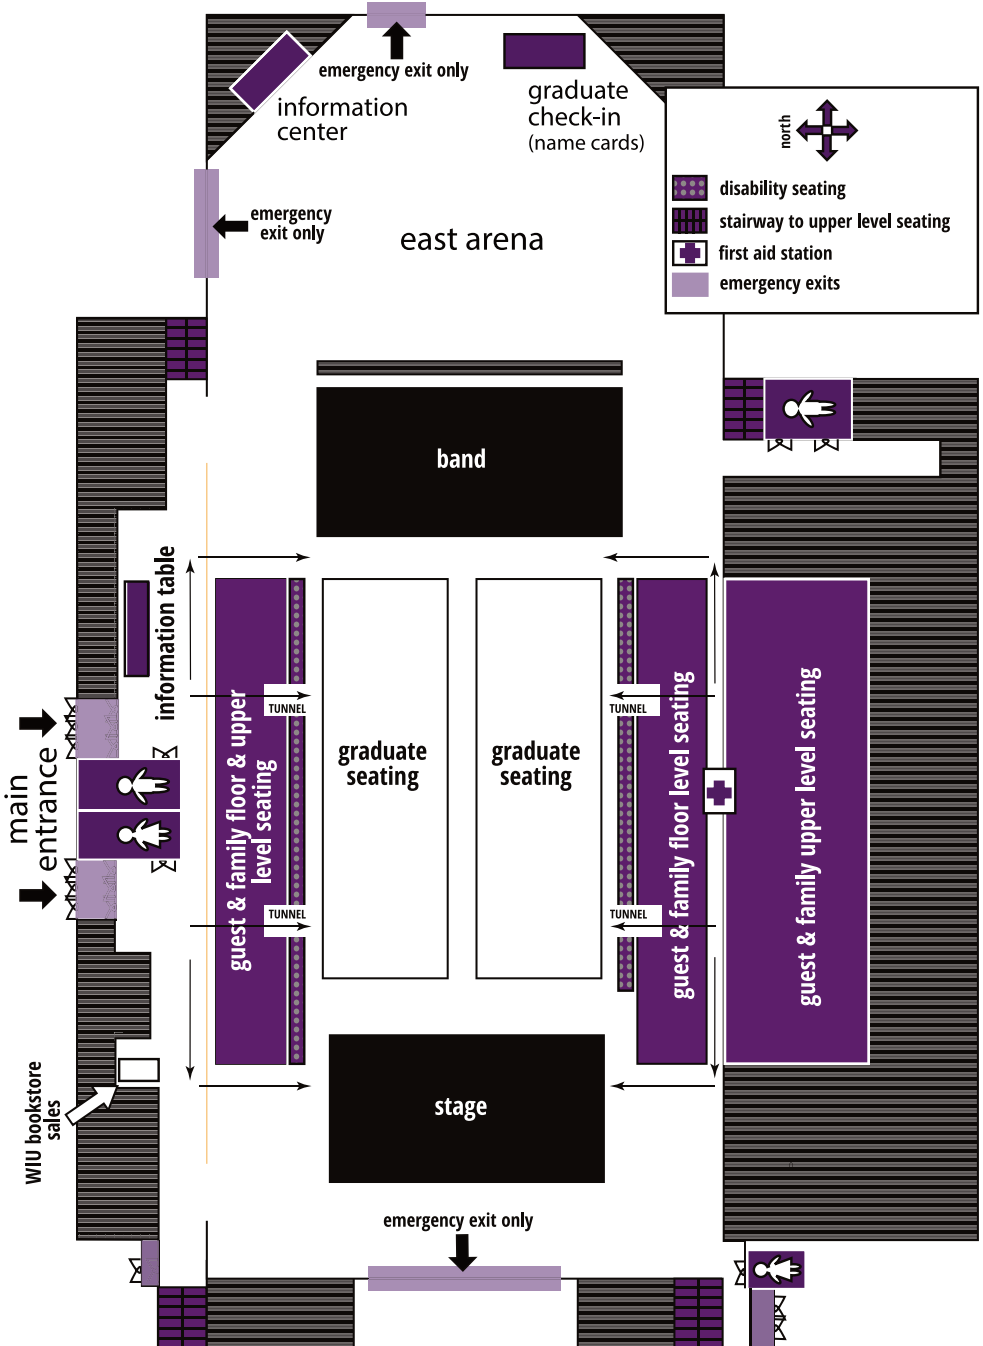 emergency exit only
information
center
graduate
check-in
(name cards)
north
disability seating
stairway to upper level seating
first aid station
emergency exits
emergency
exit only
east arena
band
information table
guest & family floor & upper
level seating
TUNNEL
TUNNEL
graduate
seating
graduate
seating
TUNNEL
TUNNEL
guest & family floor level seating
guest & family upper level seating
main
entrance
stage
WIU bookstore
sales
emergency exit only